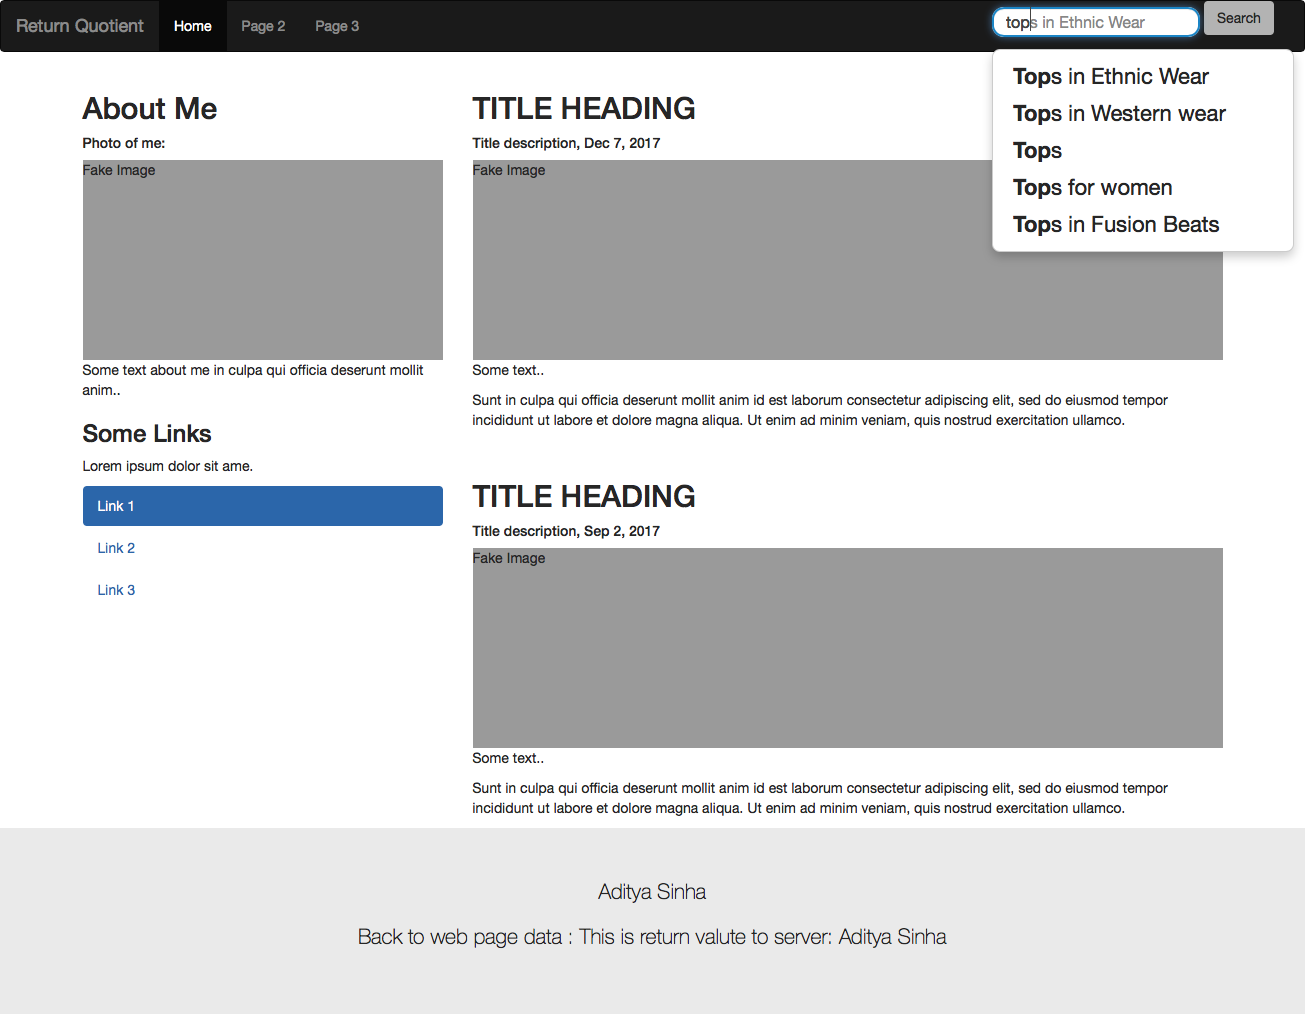 Return Quotient Home Page 2 Page 3 tops in Ethnic Wear Search
Tops in Ethnic Wear
Tops in Western wear
Tops
Tops for women
Tops in Fusion Beats
About Me
Photo of me:
Fake Image
Some text about me in culpa qui officia deserunt mollit
anim..
Some Links
Lorem ipsum dolor sit ame.
Link 1
Link 2
Link 3
TITLE HEADING
Title description, Dec 7, 2017
Fake Image
Some text..
Sunt in culpa qui officia deserunt mollit anim id est laborum consectetur adipiscing elit, sed do eiusmod tempor
incididunt ut labore et dolore magna aliqua. Ut enim ad minim veniam, quis nostrud exercitation ullamco.
TITLE HEADING
Title description, Sep 2, 2017
Fake Image
Some text..
Sunt in culpa qui officia deserunt mollit anim id est laborum consectetur adipiscing elit, sed do eiusmod tempor
incididunt ut labore et dolore magna aliqua. Ut enim ad minim veniam, quis nostrud exercitation ullamco.
Aditya Sinha
Back to web page data : This is return valute to server: Aditya Sinha